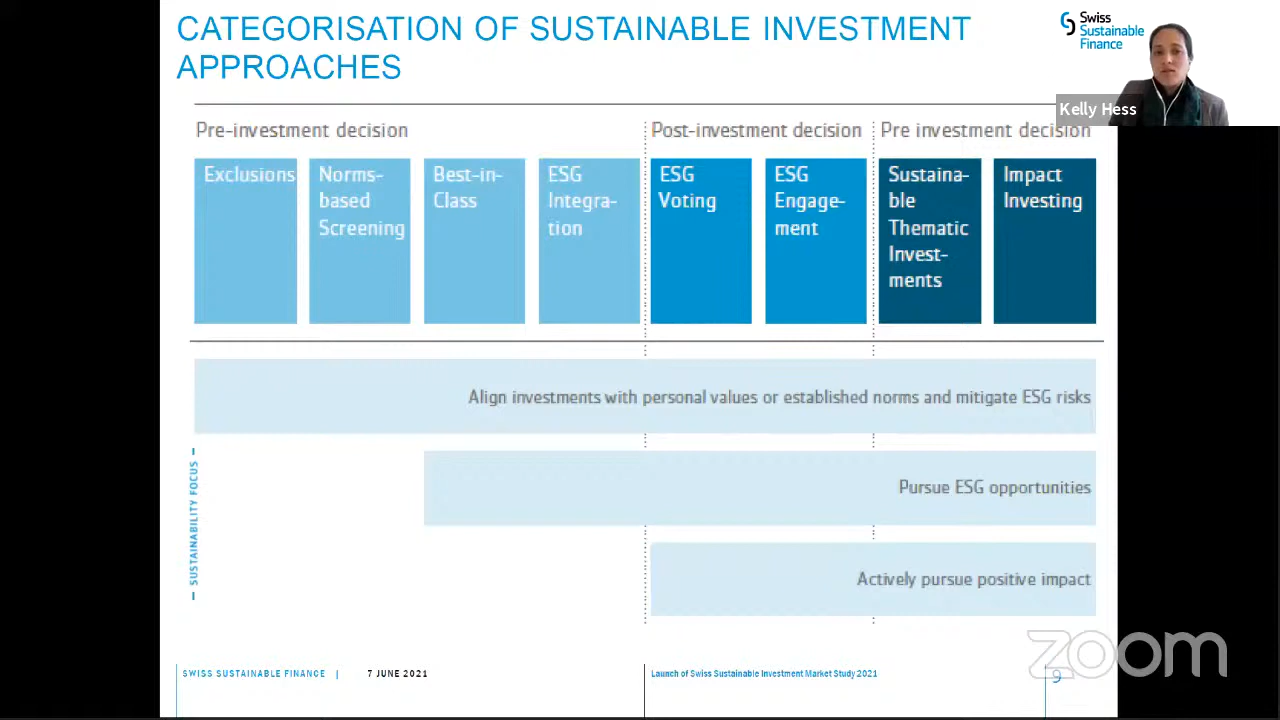 CATEGORISATION OF SUSTAINABLE INVESTMENT
APPROACHES
Swiss
Sustainable
Finance
Kelly Hess
Pre-investment decision
Post-investment decision
Pre investment decision
Exclusions
Norms-
based
Screening
Best-in-
Class
ESG
Integra-
tion
ESG
Voting
ESG
Engage-
ment
Sustaina-
ble
Thematic
Invest-
ments
Impact
Investing
Align investments with personal values or established norms and mitigate ESG risks
Pursue ESG opportunities
Actively pursue positive impact
SUSTAINABILITY FOCUS
SWISS SUSTAINABLE FINANCE |
7 JUNE 2021
Launch of Swiss Sustainable Investment Market Study 2021
9
zoom